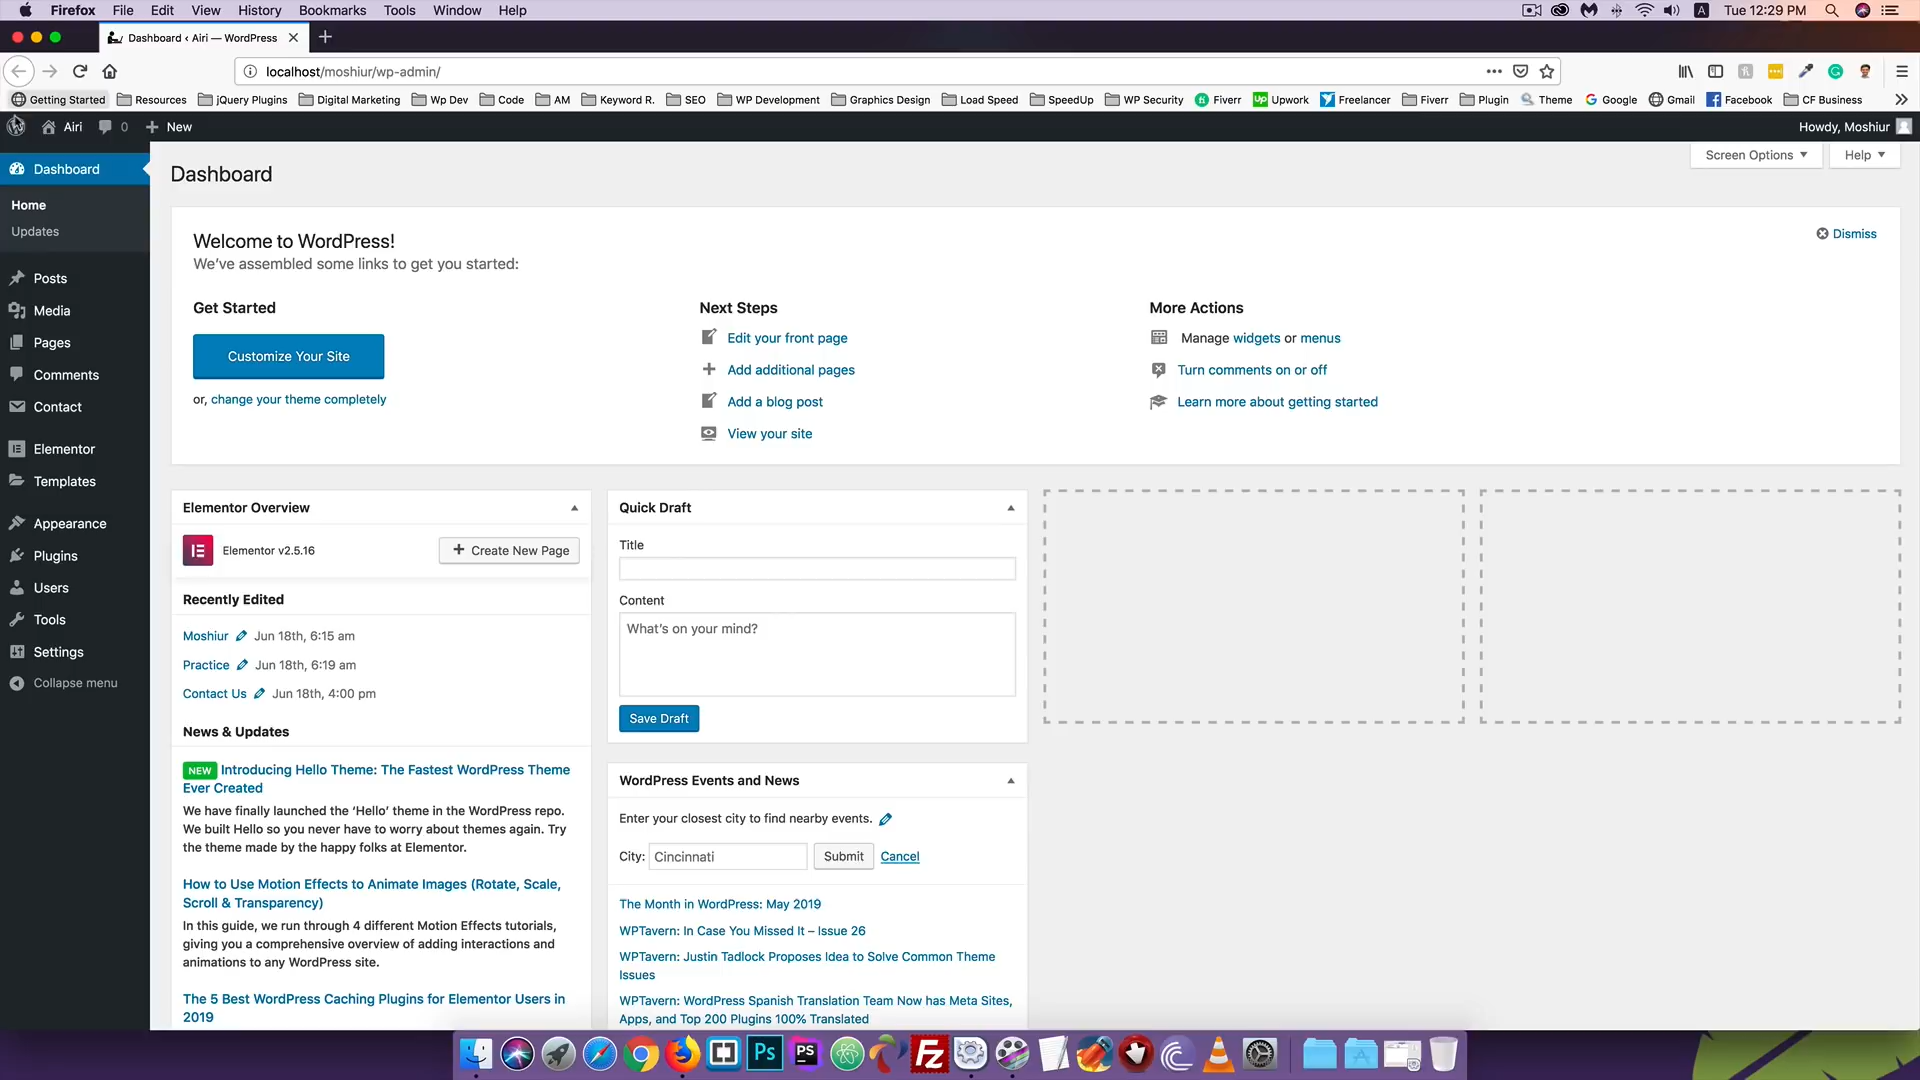 Firefox File Edit View History Bookmarks Tools Window Help
A Tue 12:29 PM
Dashboard ‹ Airi — WordPress
localhost/moshiur/wp-admin/
Getting Started Resources jQuery Plugins Digital Marketing Wp Dev Code AM Keyword R. SEO WP Development Graphics Design Load Speed SpeedUp WP Security Fiverr Upwork Freelancer Fiverr Plugin Theme Google Gmail Facebook CF Business
Airi 0 New
Howdy, Moshiur
Screen Options Help
Dashboard
Home
Updates
Posts
Media
Pages
Comments
Contact
Elementor
Templates
Appearance
Plugins
Users
Tools
Settings
Collapse menu
Dashboard
Welcome to WordPress!
We've assembled some links to get you started:
Dismiss
Get Started
Customize Your Site
or, change your theme completely
Next Steps
Edit your front page
Add additional pages
Add a blog post
View your site
More Actions
Manage widgets or menus
Turn comments on or off
Learn more about getting started
Elementor Overview
Elementor v2.5.16
Create New Page
Recently Edited
Moshiur Jun 18th, 6:15 am
Practice Jun 18th, 6:19 am
Contact Us Jun 18th, 4:00 pm
News & Updates
NEW Introducing Hello Theme: The Fastest WordPress Theme
Ever Created
We have finally launched the ‘Hello’ theme in the WordPress repo.
We built Hello so you never have to worry about themes again. Try
the theme made by the happy folks at Elementor.
How to Use Motion Effects to Animate Images (Rotate, Scale,
Scroll & Transparency)
In this guide, we run through 4 different Motion Effects tutorials,
giving you a comprehensive overview of adding interactions and
animations to any WordPress site.
The 5 Best WordPress Caching Plugins for Elementor Users in
2019
Quick Draft
Title
Content
What’s on your mind?
Save Draft
WordPress Events and News
Enter your closest city to find nearby events.
City: Cincinnati Submit Cancel
The Month in WordPress: May 2019
WPTavern: In Case You Missed It – Issue 26
WPTavern: Justin Tadlock Proposes Idea to Solve Common Theme
Issues
WPTavern: WordPress Spanish Translation Team Now has Meta Sites,
Apps, and Top 200 Plugins 100% Translated
Ps PS FZ